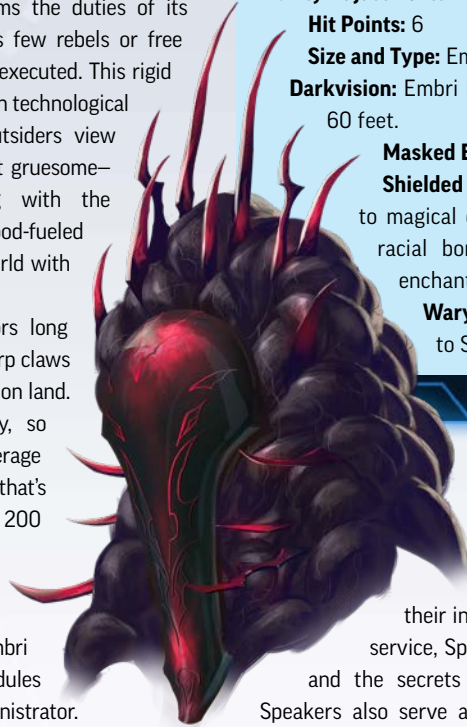 ms the duties of its
s few rebels or free
executed. This rigid
n technological
utsiders view
t gruesome–
g with the
od-fueled
rld with
ors long
rp claws
on land.
y, so
erage
that's
200
mbri
dules
nistrator.
Hit Points: 6
Size and Type: Em
Darkvision: Embri
60 feet.
Masked E
Shielded
to magical
racial bon
enchant
Wary
to S
their in
service, Sp
and the secrets
Speakers also serve a